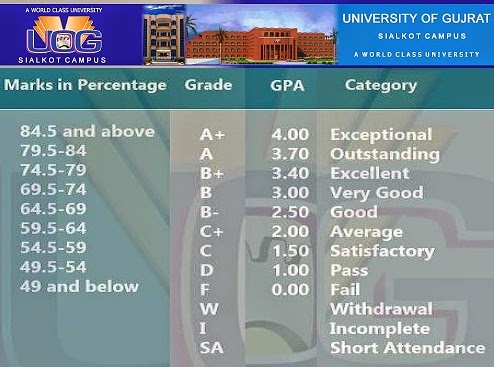 A WORLD CLASS UNIVERSITY
UOG
SIALKOT CAMPUS
UNIVERSITY OF GUJRAT
SIALKOT CAMPUS
A WORLD CLASS UNIVERSITY
Marks in Percentage Grade GPA Category
84.5 and above A+ 4.00 Exceptional
79.5-84 A 3.70 Outstanding
74.5-79 B+ 3.40 Excellent
69.5-74 B 3.00 Very Good
64.5-69 B- 2.50 Good
59.5-64 C+ 2.00 Average
54.5-59 C 1.50 Satisfactory
49.5-54 D 1.00 Pass
49 and below F 0.00 Fail
W Withdrawal
I Incomplete
SA Short Attendance